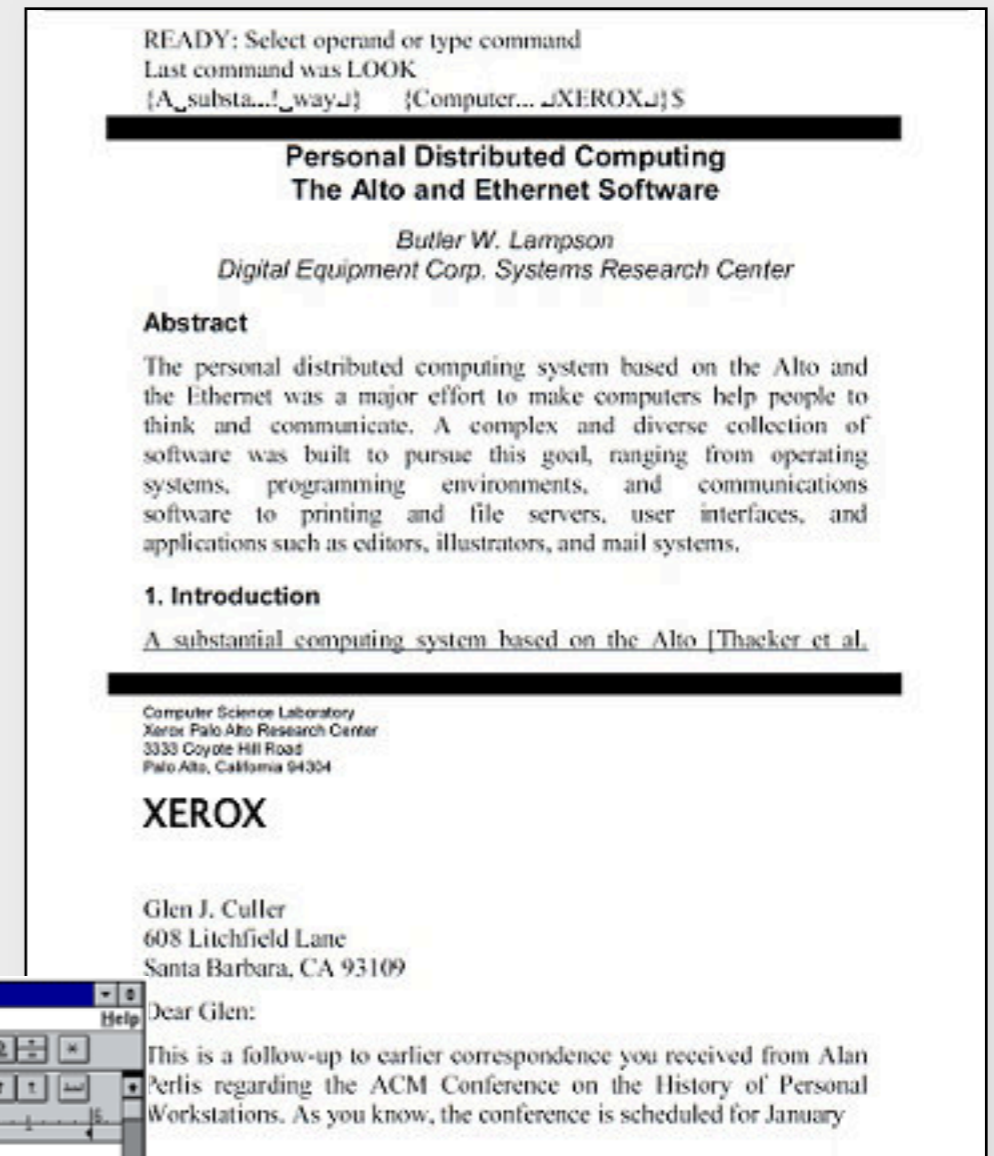 READY: Select operand or type command
Last command was LOOK
{A␣substa...!␣way⏎} {Computer... ⏎XEROX⏎}$
Personal Distributed Computing
The Alto and Ethernet Software
Butler W. Lampson
Digital Equipment Corp. Systems Research Center
Abstract
The personal distributed computing system based on the Alto and
the Ethernet was a major effort to make computers help people to
think and communicate. A complex and diverse collection of
software was built to pursue this goal, ranging from operating
systems, programming environments, and communications
software to printing and file servers, user interfaces, and
applications such as editors, illustrators, and mail systems.
1. Introduction
A substantial computing system based on the Alto [Thacker et al.
Computer Science Laboratory
Xerox Palo Alto Research Center
3333 Coyote Hill Road
Palo Alto, California 94304
XEROX
Glen J. Culler
608 Litchfield Lane
Santa Barbara, CA 93109
Dear Glen:
Help
This is a follow-up to earlier correspondence you received from Alan
Perlis regarding the ACM Conference on the History of Personal
Workstations. As you know, the conference is scheduled for January